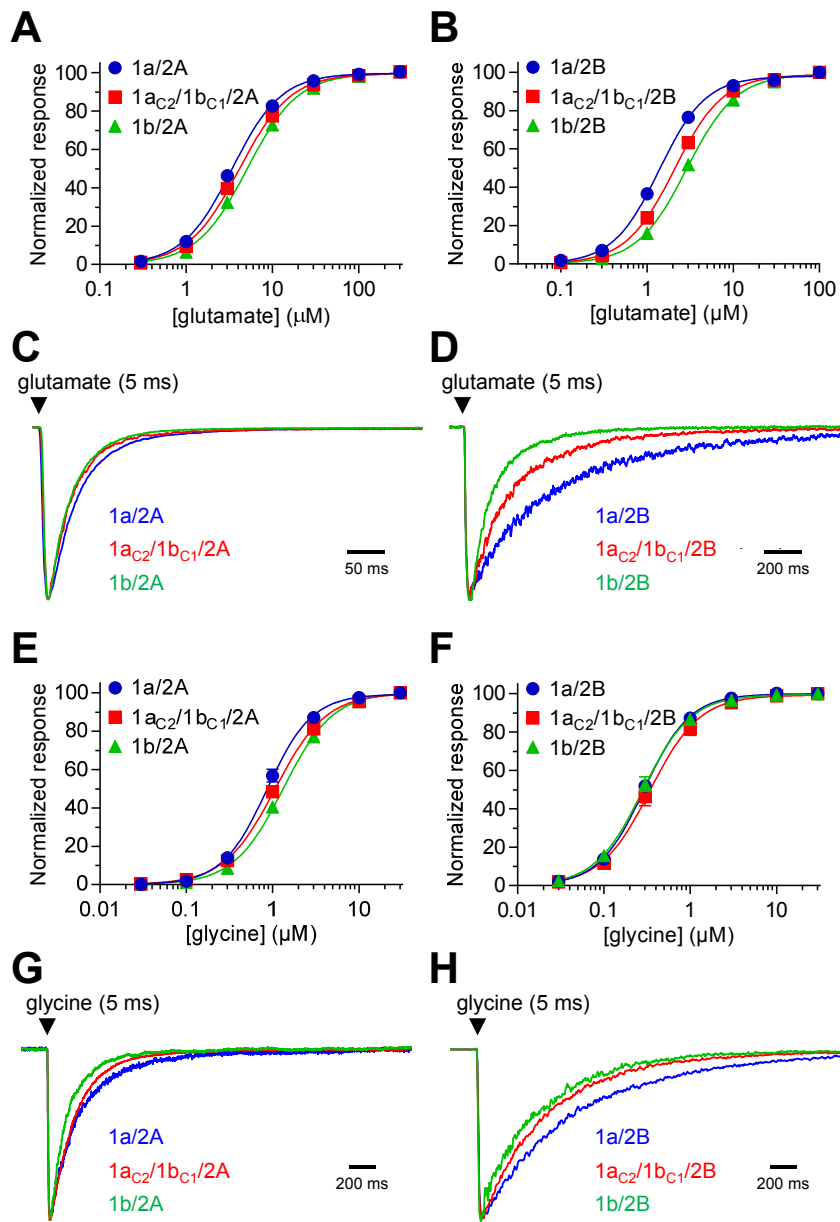 A
1a/2A
1aC2/1bC1/2A
1b/2A
Normalized response
100
80
60
40
20
0
0.1 1 10 100
[glutamate] (μM)
B
1a/2B
1aC2/1bC1/2B
1b/2B
Normalized response
100
80
60
40
20
0
0.1 1 10 100
[glutamate] (µM)
C
glutamate (5 ms)
1a/2A
1aC2/1bC1/2A
1b/2A
50 ms
D
glutamate (5 ms)
1a/2B
1aC2/1bC1/2B
1b/2B
200 ms
E
1a/2A
1aC2/1bC1/2A
1b/2A
Normalized response
100
80
60
40
20
0
0.01 0.1 1 10
[glycine] (µM)
F
1a/2B
1aC2/1bC1/2B
1b/2B
Normalized response
100
80
60
40
20
0
0.01 0.1 1 10
[glycine] (µM)
G
glycine (5 ms)
1a/2A
1aC2/1bC1/2A
1b/2A
200 ms
H
glycine (5 ms)
1a/2B
1aC2/1bC1/2B
1b/2B
200 ms